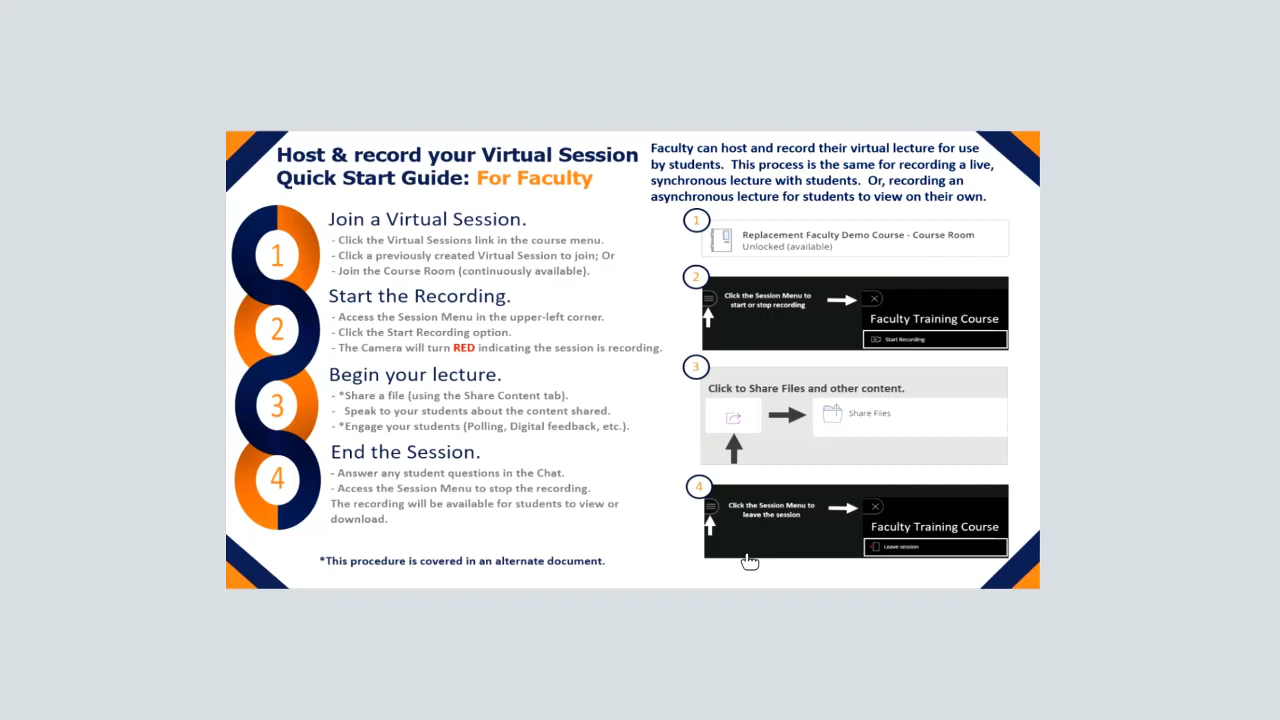 Host & record your Virtual Session
Quick Start Guide: For Faculty
Faculty can host and record their virtual lecture for use
by students. This process is the same for recording a live,
synchronous lecture with students. Or, recording an
asynchronous lecture for students to view on their own.
1
Join a Virtual Session.
- Click the Virtual Sessions link in the course menu.
- Click a previously created Virtual Session to join; Or
- Join the Course Room (continuously available).
2
Start the Recording.
- Access the Session Menu in the upper-left corner.
- Click the Start Recording option.
- The Camera will turn RED indicating the session is recording.
3
Begin your lecture.
- *Share a file (using the Share Content tab).
- Speak to your students about the content shared.
- *Engage your students (Polling, Digital feedback, etc.).
4
End the Session.
- Answer any student questions in the Chat.
- Access the Session Menu to stop the recording.
The recording will be available for students to view or
download.
*This procedure is covered in an alternate document.
1
Replacement Faculty Demo Course - Course Room
Unlocked (available)
2
Click the Session Menu to
start or stop recording
Faculty Training Course
Start Recording
3
Click to Share Files and other content.
Share Files
4
Click the Session Menu to
leave the session
Faculty Training Course
Leave session